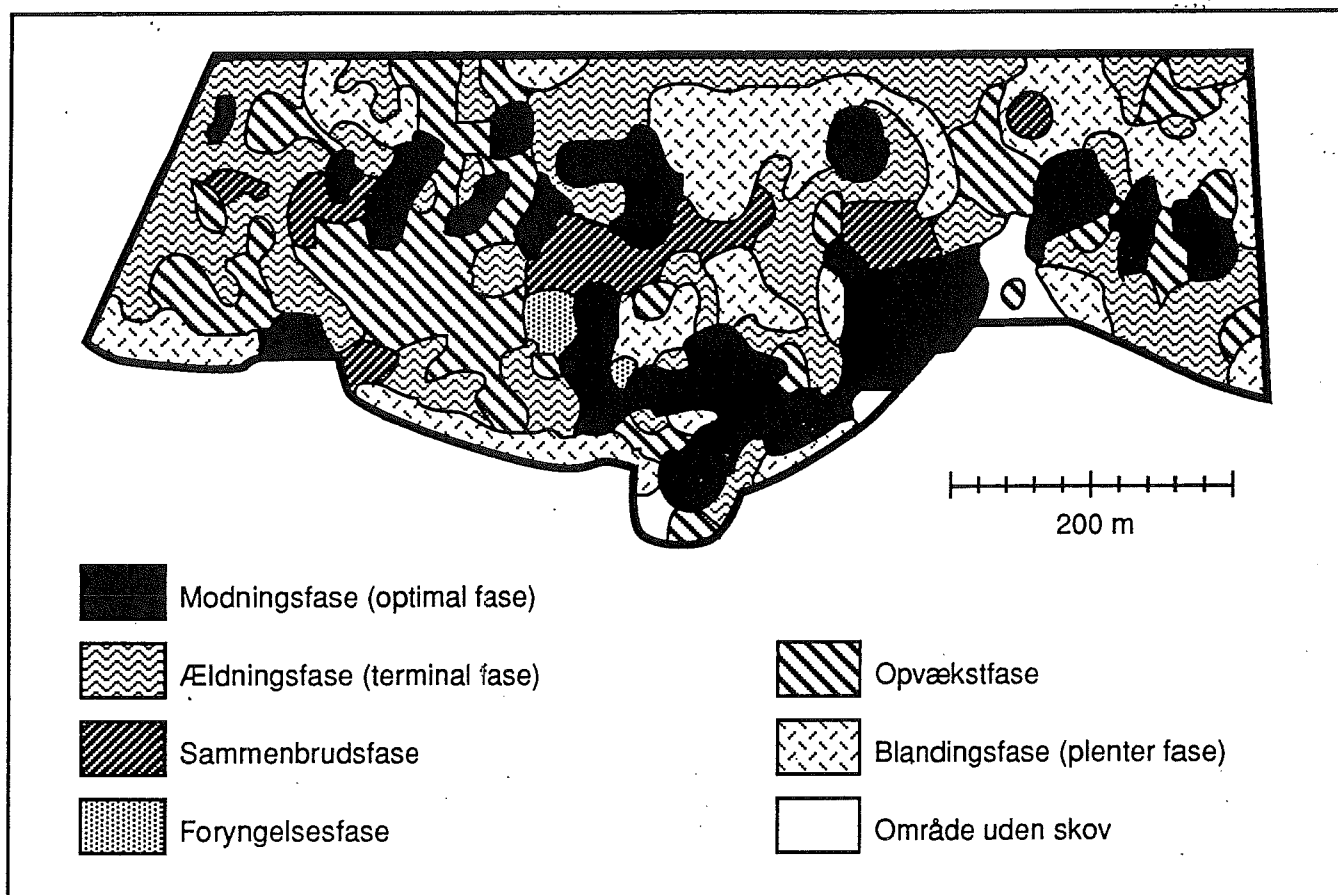 200 m
Modningsfase (optimal fase)
Ældningsfase (terminal fase)
Sammenbrudsfase
Foryngelsesfase
Opvækstfase
Blandingsfase (plenter fase)
Område uden skov